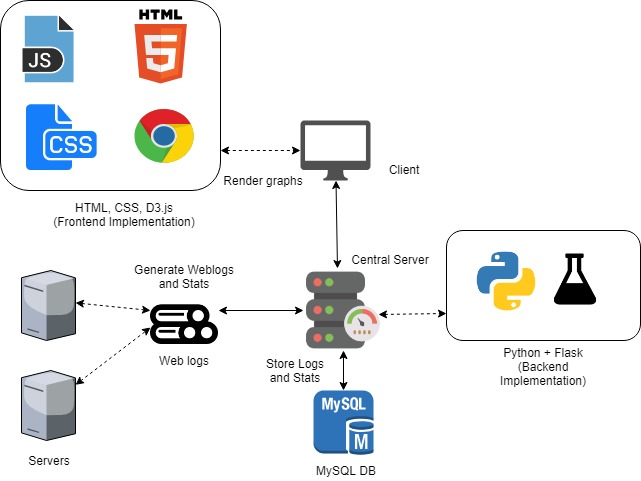 HTML
JS
5
CSS
Render graphs
Client
HTML, CSS, D3.js
(Frontend Implementation)
Central Server
Generate Weblogs
and Stats
Web logs
Store Logs
and Stats
Python + Flask
(Backend
Implementation)
MySQL
M
Servers
MySQL DB